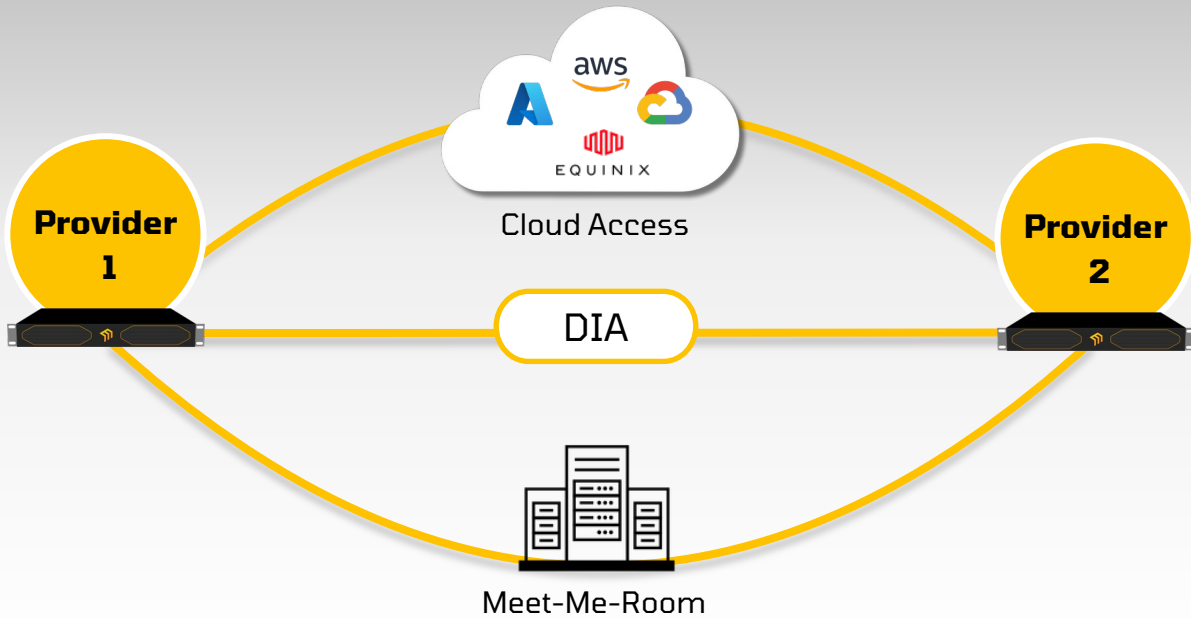 aws
EQUINIX
Cloud Access
Provider
1
Provider
2
DIA
Meet-Me-Room